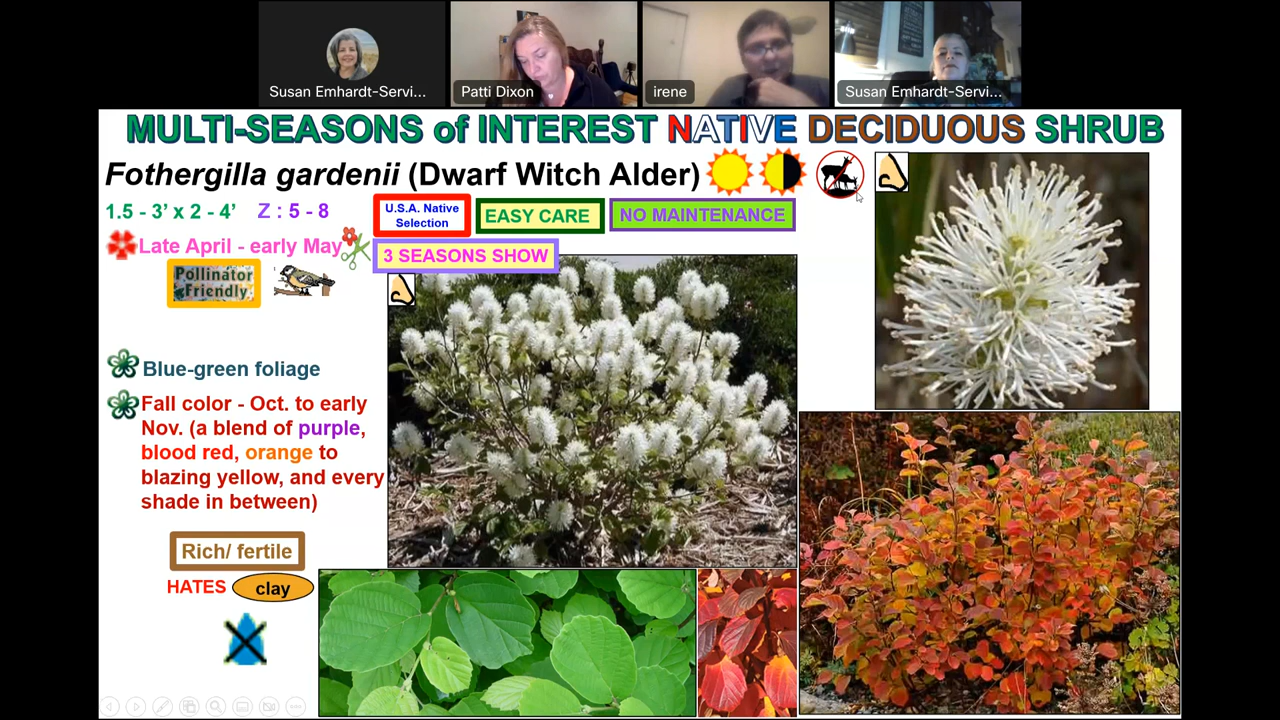 Susan Emhardt-Servi...
Patti Dixon
irene
Susan Emhardt-Servi...
MULTI-SEASONS of INTEREST NATIVE DECIDUOUS SHRUB
Fothergilla gardenii (Dwarf Witch Alder)
1.5 - 3' x 2 - 4' Z : 5 - 8
U.S.A. Native
Selection
EASY CARE
NO MAINTENANCE
Late April - early May
3 SEASONS SHOW
Pollinator
Friendly
Blue-green foliage
Fall color - Oct. to early
Nov. (a blend of purple,
blood red, orange to
blazing yellow, and every
shade in between)
Rich/ fertile
HATES clay